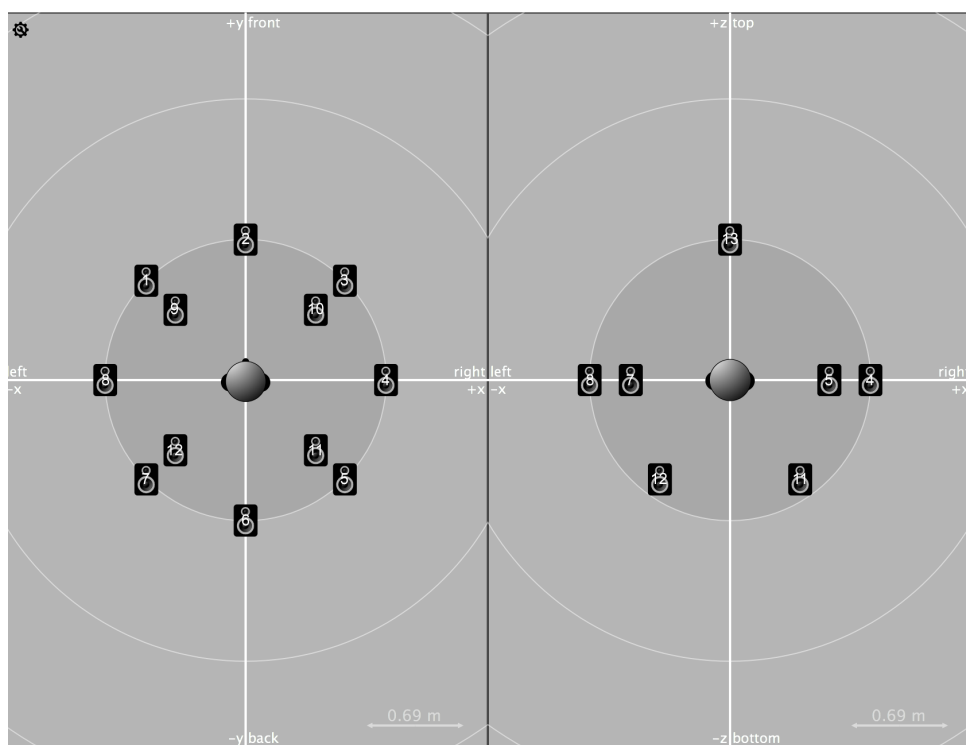 +y front
+z top
2
13
1
3
9
10
left
-x
8
4
right
+x
left
-x
8
7
5
4
right
+x
12
11
7
5
12
11
6
0.69 m
0.69 m
-y back
-z bottom